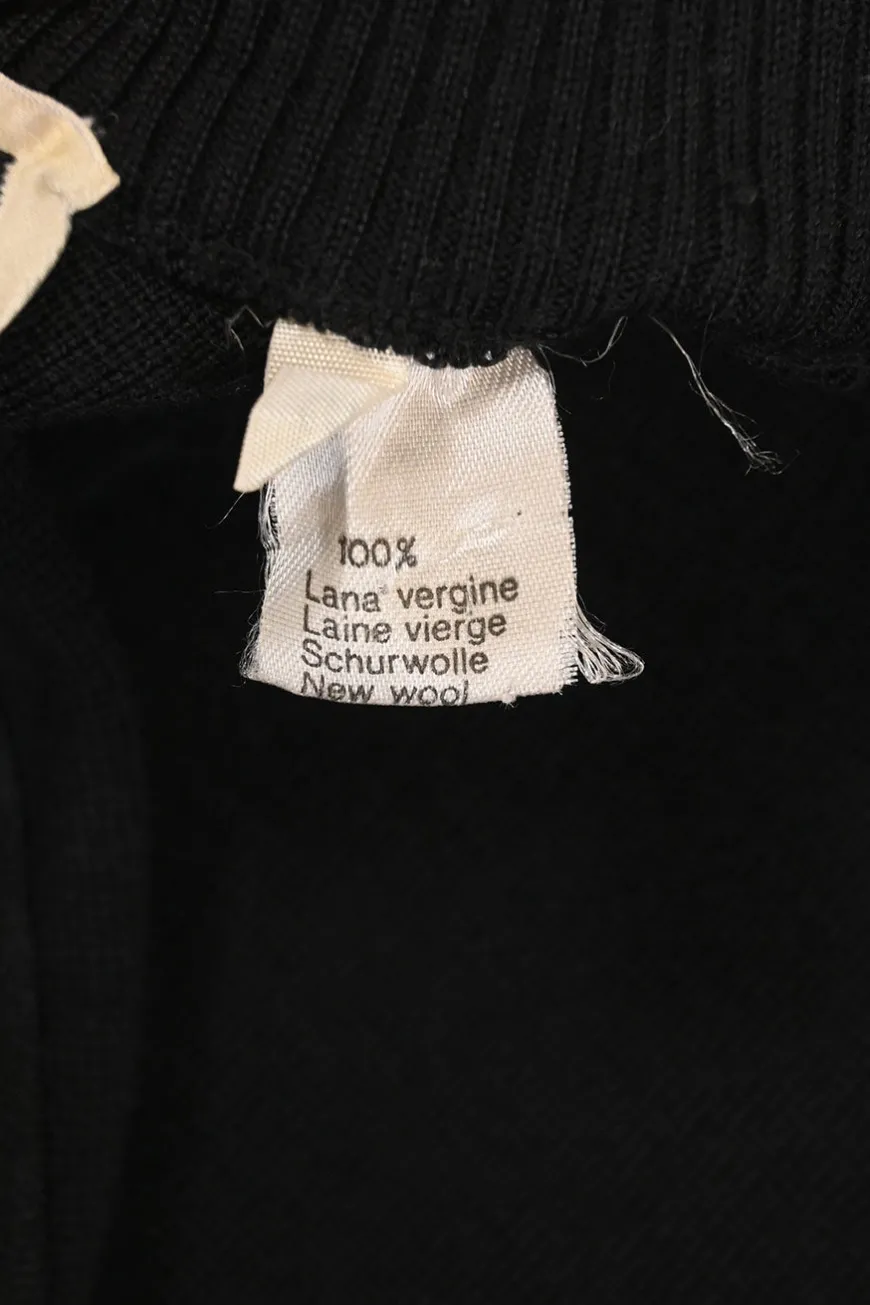 100%
Lana vergine
Laine vierge
Schurwolle
New wool